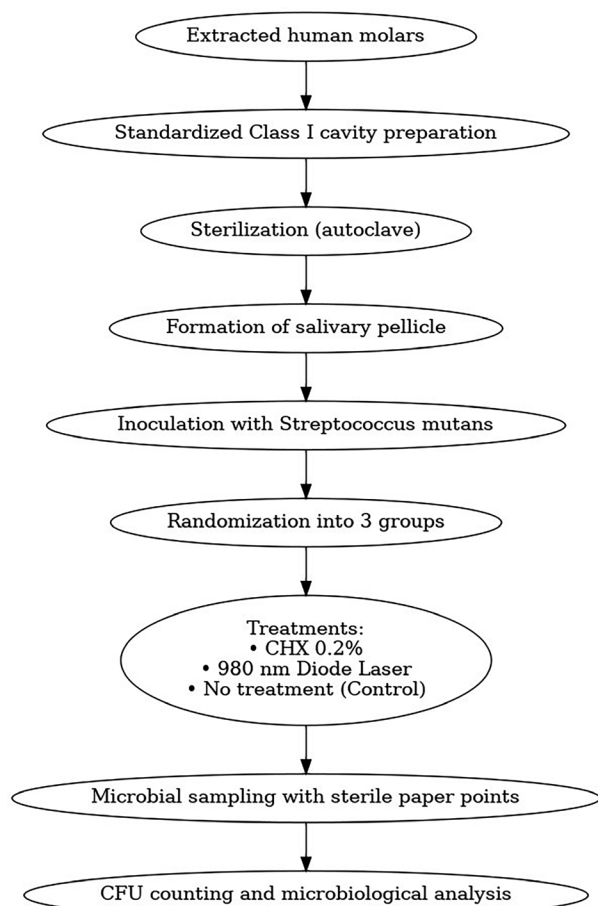 Extracted human molars
Standardized Class I cavity preparation
Sterilization (autoclave)
Formation of salivary pellicle
Inoculation with Streptococcus mutans
Randomization into 3 groups
Treatments:
• CHX 0.2%
• 980 nm Diode Laser
• No treatment (Control)
Microbial sampling with sterile paper points
CFU counting and microbiological analysis